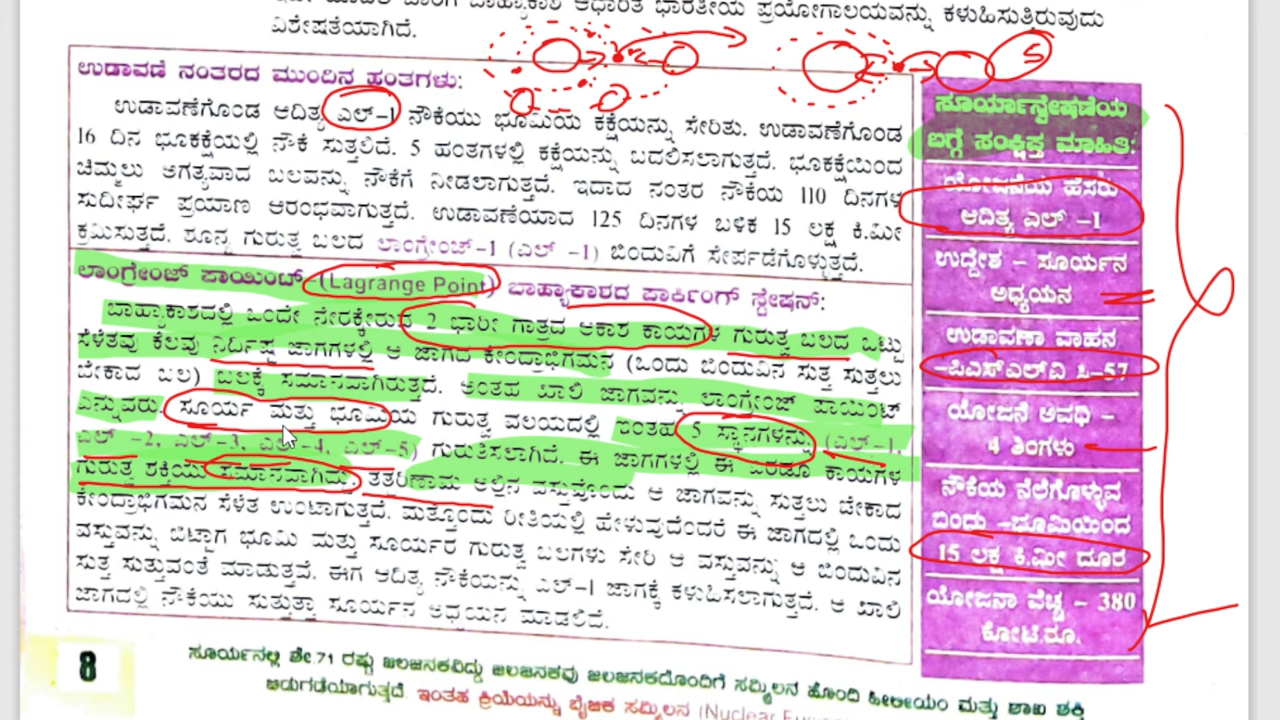 ಬಾಹ್ಯಾಕಾಶ ಆಧಾರಿತ ಭಾರತೀಯ ಪ್ರಯೋಗಾಲಯವನ್ನು ಕಳುಹಿಸುತ್ತಿರುವುದು
ವಿಶೇಷತೆಯಾಗಿದೆ.
ಉಡಾವಣೆ ನಂತರದ ಮುಂದಿನ ಹಂತಗಳು:
ಉಡಾವಣೆಗೊಂಡ ಆದಿತ್ಯ ಎಲ್-1 ನೌಕೆಯು ಭೂಮಿಯ ಕಕ್ಷೆಯನ್ನು ಸೇರಿತು. ಉಡಾವಣೆಗೊಂಡ
16 ದಿನ ಭೂಕಕ್ಷೆಯಲ್ಲಿ ನೌಕೆ ಸುತ್ತಲಿದೆ. 5 ಹಂತಗಳಲ್ಲಿ ಕಕ್ಷೆಯನ್ನು ಬದಲಿಸಲಾಗುತ್ತದೆ. ಭೂಕಕ್ಷೆಯಿಂದ
ಚಿಮ್ಮಲು ಅಗತ್ಯವಾದ ಬಲವನ್ನು ನೌಕೆಗೆ ನೀಡಲಾಗುತ್ತದೆ. ಇದಾದ ನಂತರ ನೌಕೆಯ 110 ದಿನಗಳ
ಸುದೀರ್ಘ ಪ್ರಯಾಣ ಆರಂಭವಾಗುತ್ತದೆ. ಉಡಾವಣೆಯಾದ 125 ದಿನಗಳ ಬಳಿಕ 15 ಲಕ್ಷ ಕಿ.ಮೀ
ಕ್ರಮಿಸುತ್ತದೆ. ಶೂನ್ಯ ಗುರುತ್ವ ಬಲದ ಲಾಂಗ್ರೇಂಜ್-1 (ಎಲ್ -1) ಬಿಂದುವಿಗೆ ಸೇರ್ಪಡೆಗೊಳ್ಳುತ್ತದೆ.
ಲಾಂಗ್ರೇಂಜ್ ಪಾಯಿಂಟ್-(Lagrange Point) ಬಾಹ್ಯಾಕಾಶದ ಪಾರ್ಕಿಂಗ್ ಸ್ಟೇಷನ್:
ಬಾಹ್ಯಾಕಾಶದಲ್ಲಿ ಒಂದೇ ನೇರಕ್ಕೇರುವ 2 ಭಾರೀ ಗಾತ್ರದ ಆಕಾಶ ಕಾಯಗಳ ಗುರುತ್ವ ಬಲದ ಒಟ್ಟು
ಸೆಳೆತವು ಕೆಲವು ನಿರ್ದಿಷ್ಟ ಜಾಗಗಳಲ್ಲಿ ಆ ಜಾಗದ ಕೇಂದ್ರಾಭಿಗಮನ (ಒಂದು ಬಿಂದುವಿನ ಸುತ್ತ ಸುತ್ತಲು
ಬೇಕಾದ ಬಲ) ಬಲಕ್ಕೆ ಸಮಾನವಾಗಿರುತ್ತದೆ. ಅಂತಹ ಖಾಲಿ ಜಾಗವನ್ನು ಲಾಂಗ್ರೇಂಜ್ ಪಾಯಿಂಟ್
ಎನ್ನುವರು. ಸೂರ್ಯ ಮತ್ತು ಭೂಮಿಯ ಗುರುತ್ವ ವಲಯದಲ್ಲಿ ಇಂತಹ 5 ಸ್ಥಾನಗಳನ್ನು (ಎಲ್-1,
ಎಲ್ -2, ಎಲ್-3, ಎಲ್-4, ಎಲ್-5) ಗುರುತಿಸಲಾಗಿದೆ. ಈ ಜಾಗಗಳಲ್ಲಿ ಈ ಎರಡೂ ಕಾಯಗಳ
ಗುರುತ್ವ ಶಕ್ತಿಯು ಸಮಾನವಾಗಿದ್ದು, ತತ್ಪರಿಣಾಮ ಅಲ್ಲಿನ ವಸ್ತುವೊಂದು ಆ ಜಾಗವನ್ನು ಸುತ್ತಲು ಬೇಕಾದ
ಕೇಂದ್ರಾಭಿಗಮನ ಸೆಳೆತ ಉಂಟಾಗುತ್ತದೆ. ಮತ್ತೊಂದು ರೀತಿಯಲ್ಲಿ ಹೇಳುವುದೆಂದರೆ ಈ ಜಾಗದಲ್ಲಿ ಒಂದು
ವಸ್ತುವನ್ನು ಬಿಟ್ಟಾಗ ಭೂಮಿ ಮತ್ತು ಸೂರ್ಯರ ಗುರುತ್ವ ಬಲಗಳು ಸೇರಿ ಆ ವಸ್ತುವನ್ನು ಆ ಬಿಂದುವಿನ
ಸುತ್ತ ಸುತ್ತುವಂತೆ ಮಾಡುತ್ತವೆ. ಈಗ ಆದಿತ್ಯ ನೌಕೆಯನ್ನು ಎಲ್-1 ಜಾಗಕ್ಕೆ ಕಳುಹಿಸಲಾಗುತ್ತದೆ. ಆ ಖಾಲಿ
ಜಾಗದಲ್ಲಿ ನೌಕೆಯು ಸುತ್ತುತ್ತಾ ಸೂರ್ಯನ ಅಧ್ಯಯನ ಮಾಡಲಿದೆ.
S
ಸೂರ್ಯಾನ್ವೇಷಣೆಯ
ಬಗ್ಗೆ ಸಂಕ್ಷಿಪ್ತ ಮಾಹಿತಿ:
ಯೋಜನೆಯ ಹೆಸರು
ಆದಿತ್ಯ ಎಲ್ -1
ಉದ್ದೇಶ - ಸೂರ್ಯನ
ಅಧ್ಯಯನ
ಉಡಾವಣಾ ವಾಹನ
-ಪಿಎಸ್ಎಲ್‌ವಿ ಸಿ-57
ಯೋಜನೆ ಅವಧಿ -
4 ತಿಂಗಳು
ನೌಕೆಯ ನೆಲೆಗೊಳ್ಳುವ
ಬಿಂದು -ಭೂಮಿಯಿಂದ
15 ಲಕ್ಷ ಕಿ.ಮೀ ದೂರ
ಯೋಜನಾ ವೆಚ್ಚ - 380
ಕೋಟಿ.ರೂ.
8
ಸೂರ್ಯನಲ್ಲಿ ಶೇ.71 ರಷ್ಟು ಜಲಜನಕವಿದ್ದು ಜಲಜನಕವು ಜಲಜನಕದೊಂದಿಗೆ ಸಮ್ಮಿಲನ ಹೊಂದಿ ಹೀಲಿಯಂ ಮತ್ತು ಶಾಖ ಶಕ್ತಿ
ಬಿಡುಗಡೆಯಾಗುತ್ತದೆ. ಇಂತಹ ಕ್ರಿಯೆಯನ್ನು ಬೈಜಿಕ ಸಮ್ಮಿಲನ (Nuclear